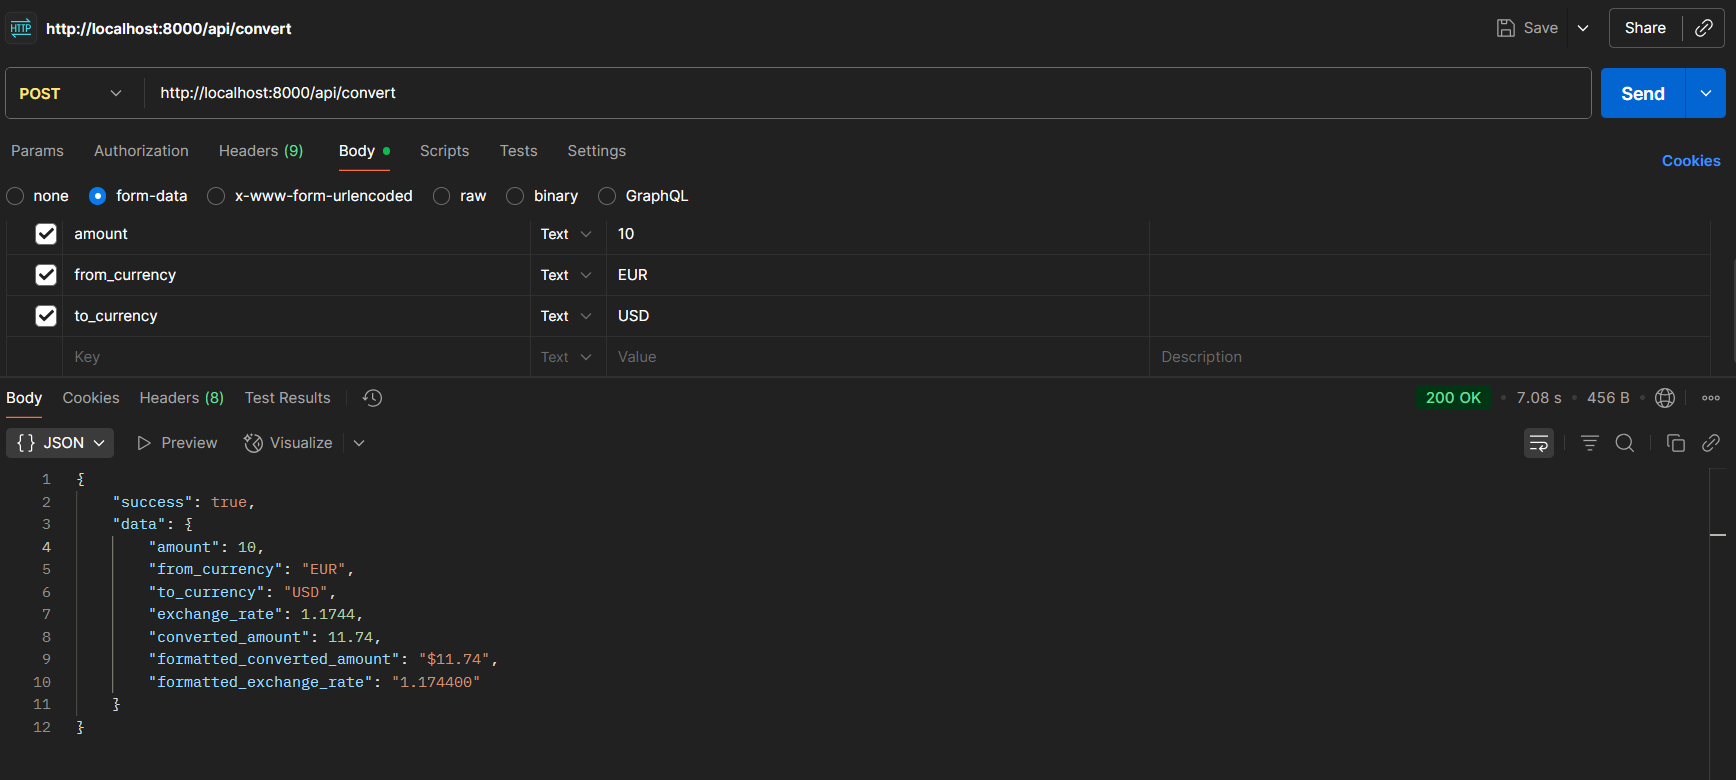 HTTP http://localhost:8000/api/convert Save Share
POST http://localhost:8000/api/convert Send
Params Authorization Headers (9) Body Scripts Tests Settings Cookies
none form-data x-www-form-urlencoded raw binary GraphQL
amount Text 10
from_currency Text EUR
to_currency Text USD
Key Text Value Description
Body Cookies Headers (8) Test Results 200 OK • 7.08 s • 456 B •
{} JSON Preview Visualize
1 {
2 "success": true,
3 "data": {
4 "amount": 10,
5 "from_currency": "EUR",
6 "to_currency": "USD",
7 "exchange_rate": 1.1744,
8 "converted_amount": 11.74,
9 "formatted_converted_amount": "$11.74",
10 "formatted_exchange_rate": "1.174400"
11 }
12 }